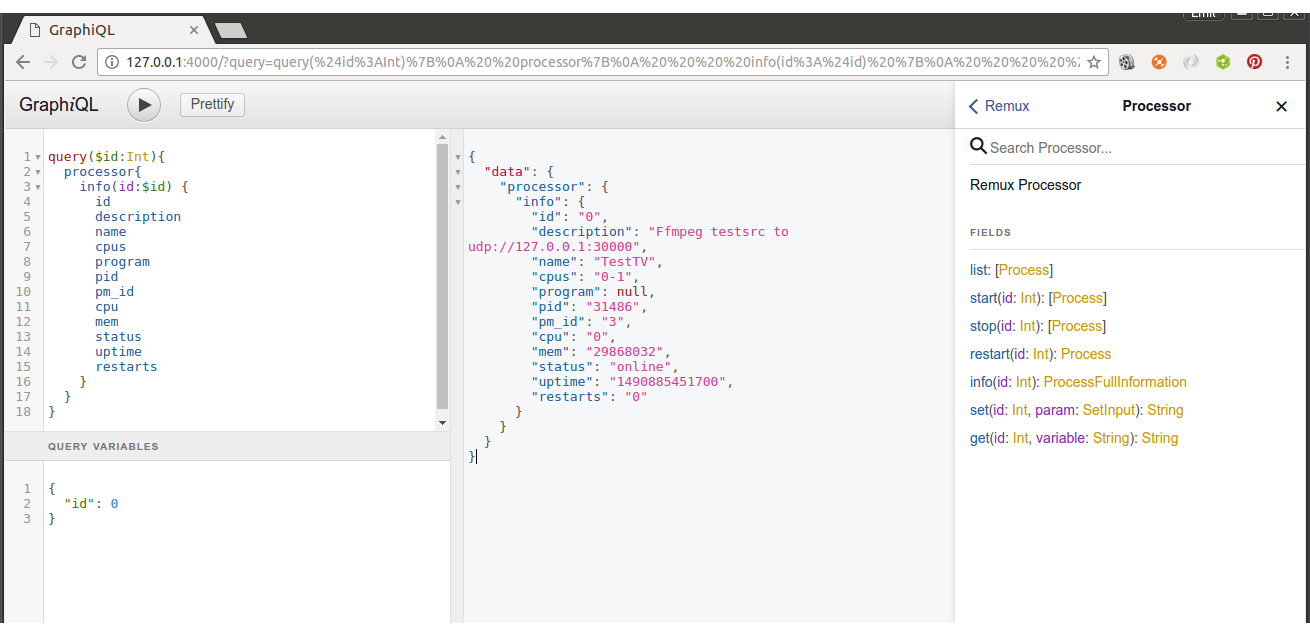 Emit
GraphiQL
127.0.0.1:4000/?query=query(%24id%3AInt)%7B%0A%20%20processor%7B%0A%20%20%20%20info(id%3A%24id)%20%7B%0A%20%20%20%20%20%2
GraphiQL
Prettify
1 query($id:Int){
2 processor{
3 info(id:$id) {
4 id
5 description
6 name
7 cpus
8 program
9 pid
10 pm_id
11 cpu
12 mem
13 status
14 uptime
15 restarts
16 }
17 }
18 }
QUERY VARIABLES
1 {
2 "id": 0
3 }
{
"data": {
"processor": {
"info": {
"id": "0",
"description": "Ffmpeg testsrc to
udp://127.0.0.1:30000",
"name": "TestTV",
"cpus": "0-1",
"program": null,
"pid": "31486",
"pm_id": "3",
"cpu": "0",
"mem": "29868032",
"status": "online",
"uptime": "1490885451700",
"restarts": "0"
}
}
}
}
Remux
Processor
Search Processor...
Remux Processor
FIELDS
list: [Process]
start(id: Int): [Process]
stop(id: Int): [Process]
restart(id: Int): Process
info(id: Int): ProcessFullInformation
set(id: Int, param: SetInput): String
get(id: Int, variable: String): String